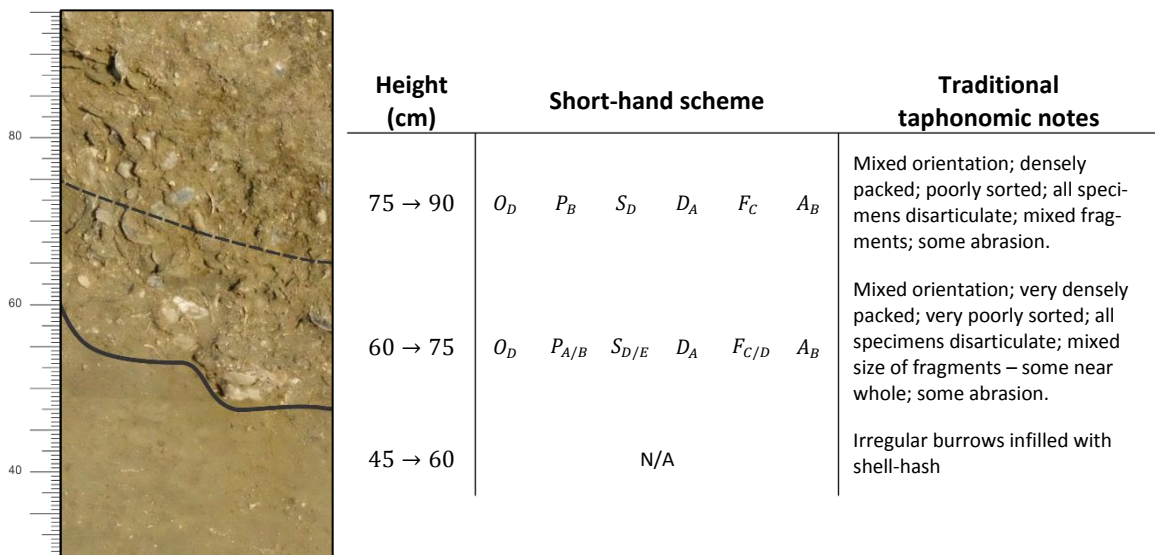 80
60
40
Height
(cm)
Short-hand scheme
Traditional
taphonomic notes
75 → 90
O_D P_B S_D D_A F_C A_B
Mixed orientation; densely
packed; poorly sorted; all speci-
mens disarticulate; mixed frag-
ments; some abrasion.
60 → 75
O_D P_{A/B} S_{D/E} D_A F_{C/D} A_B
Mixed orientation; very densely
packed; very poorly sorted; all
specimens disarticulate; mixed
size of fragments – some near
whole; some abrasion.
45 → 60
N/A
Irregular burrows infilled with
shell-hash